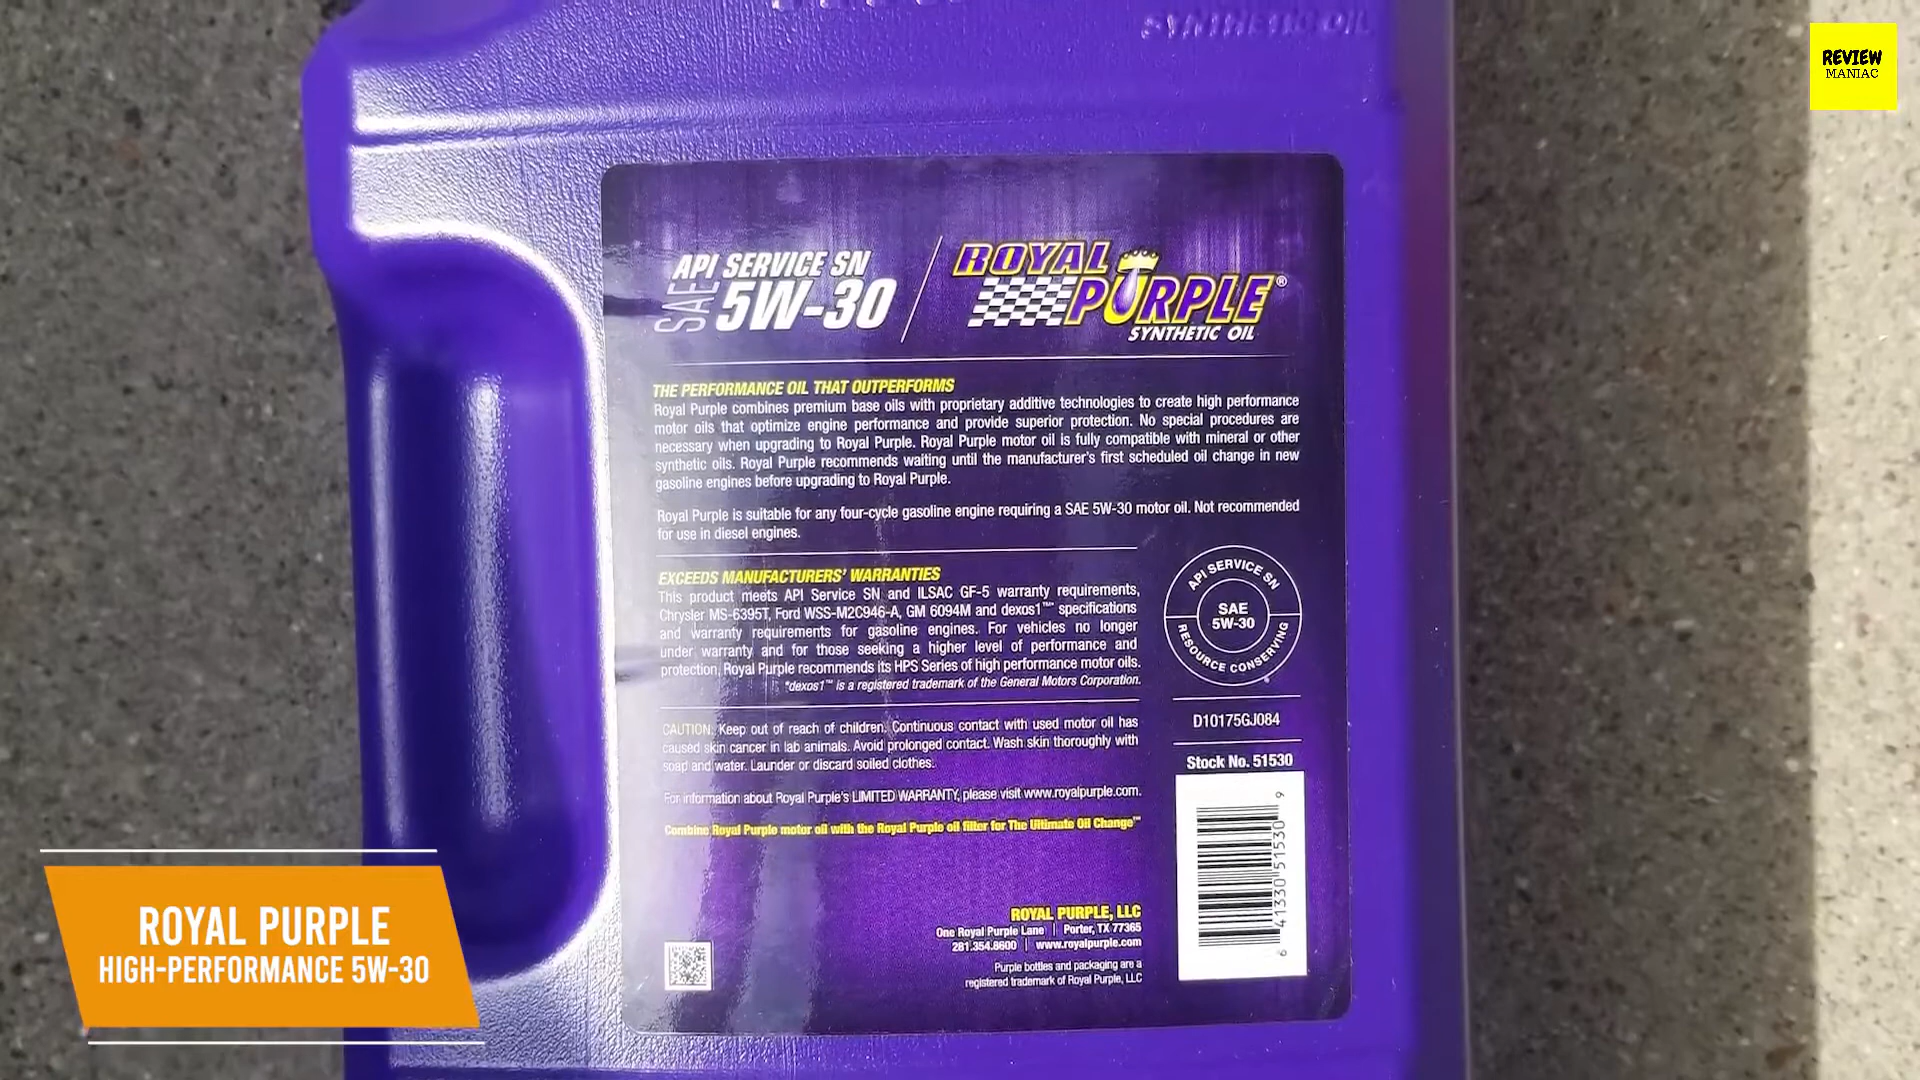 SYNTHETIC OIL
REVIEW
MANIAC
API SERVICE SN
SAE 5W-30
ROYAL
PURPLE®
SYNTHETIC OIL
THE PERFORMANCE OIL THAT OUTPERFORMS
Royal Purple combines premium base oils with proprietary additive technologies to create high performance
motor oils that optimize engine performance and provide superior protection. No special procedures are
necessary when upgrading to Royal Purple. Royal Purple motor oil is fully compatible with mineral or other
synthetic oils. Royal Purple recommends waiting until the manufacturer's first scheduled oil change in new
gasoline engines before upgrading to Royal Purple.
Royal Purple is suitable for any four-cycle gasoline engine requiring a SAE 5W-30 motor oil. Not recommended
for use in diesel engines.
EXCEEDS MANUFACTURERS' WARRANTIES
This product meets API Service SN and ILSAC GF-5 warranty requirements,
Chrysler MS-6395T, Ford WSS-M2C946-A, GM 6094M and dexos1™* specifications
and warranty requirements for gasoline engines. For vehicles no longer
under warranty and for those seeking a higher level of performance and
protection, Royal Purple recommends its HPS Series of high performance motor oils.
*dexos1™ is a registered trademark of the General Motors Corporation.
API SERVICE SN
SAE
5W-30
RESOURCE CONSERVING
D10175GJ084
Stock No. 51530
CAUTION: Keep out of reach of children. Continuous contact with used motor oil has
caused skin cancer in lab animals. Avoid prolonged contact. Wash skin thoroughly with
soap and water. Launder or discard soiled clothes.
For information about Royal Purple's LIMITED WARRANTY, please visit www.royalpurple.com.
Combine Royal Purple motor oil with the Royal Purple oil filter for The Ultimate Oil Change™
6 41330 51530 9
ROYAL PURPLE, LLC
One Royal Purple Lane | Porter, TX 77365
281.354.8600 | www.royalpurple.com
Purple bottles and packaging are a
registered trademark of Royal Purple, LLC
ROYAL PURPLE
HIGH-PERFORMANCE 5W-30